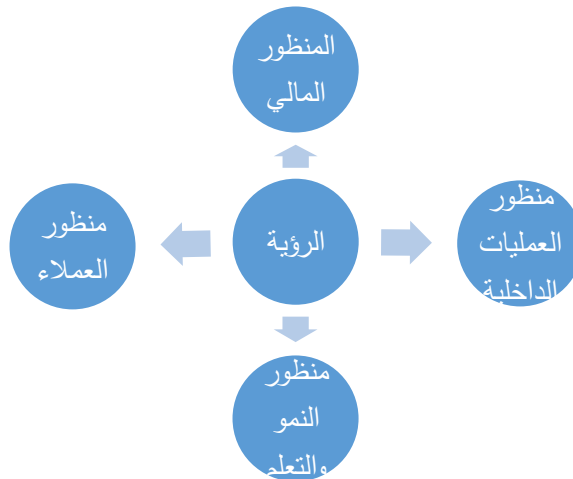 المنظور
المالي
منظور
العمليات
الداخلية
الرؤية
منظور
العملاء
منظور
النمو
والتعلم